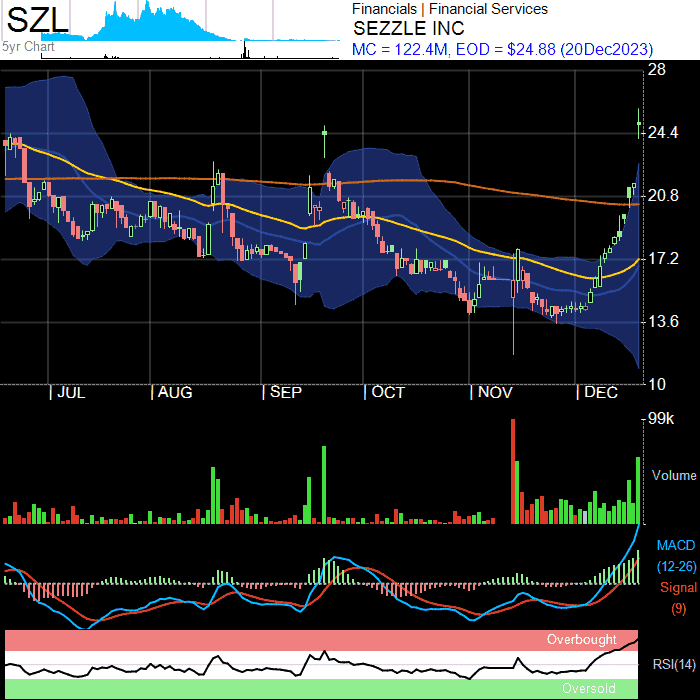 SZL
5yr Chart
Financials | Financial Services
SEZZLE INC
MC = 122.4M, EOD = $24.88 (20Dec2023)
28
24.4
20.8
17.2
13.6
10
| JUL | AUG | SEP | OCT | NOV | DEC
99k
Volume
MACD
(12-26)
Signal
(9)
Overbought
RSI(14)
Oversold